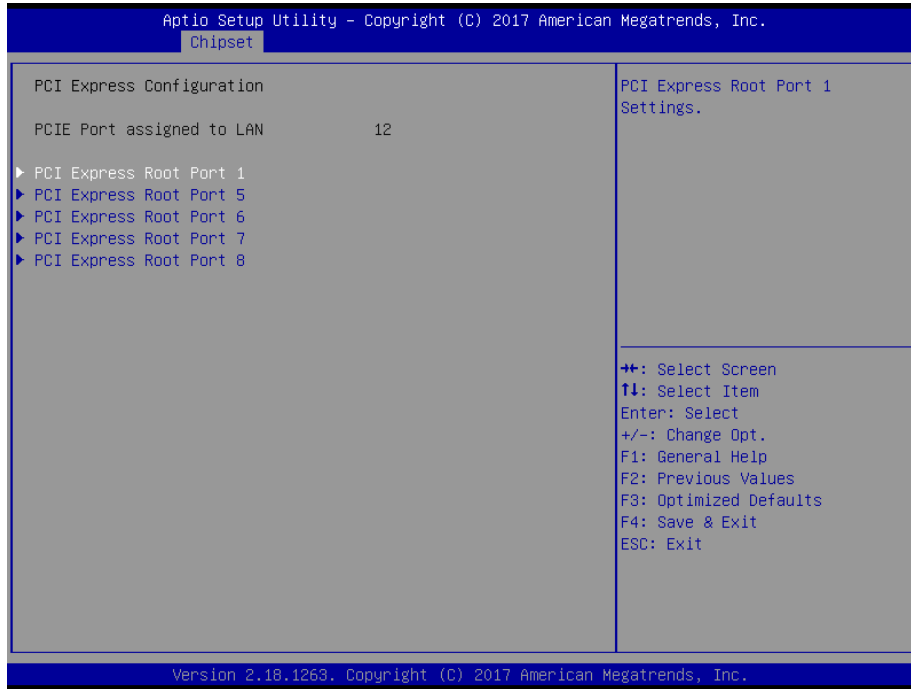 Aptio Setup Utility – Copyright (C) 2017 American Megatrends, Inc.
Chipset
PCI Express Configuration
PCIE Port assigned to LAN 12
▶ PCI Express Root Port 1
▶ PCI Express Root Port 5
▶ PCI Express Root Port 6
▶ PCI Express Root Port 7
▶ PCI Express Root Port 8
PCI Express Root Port 1
Settings.
→←: Select Screen
↑↓: Select Item
Enter: Select
+/-: Change Opt.
F1: General Help
F2: Previous Values
F3: Optimized Defaults
F4: Save & Exit
ESC: Exit
Version 2.18.1263. Copyright (C) 2017 American Megatrends, Inc.